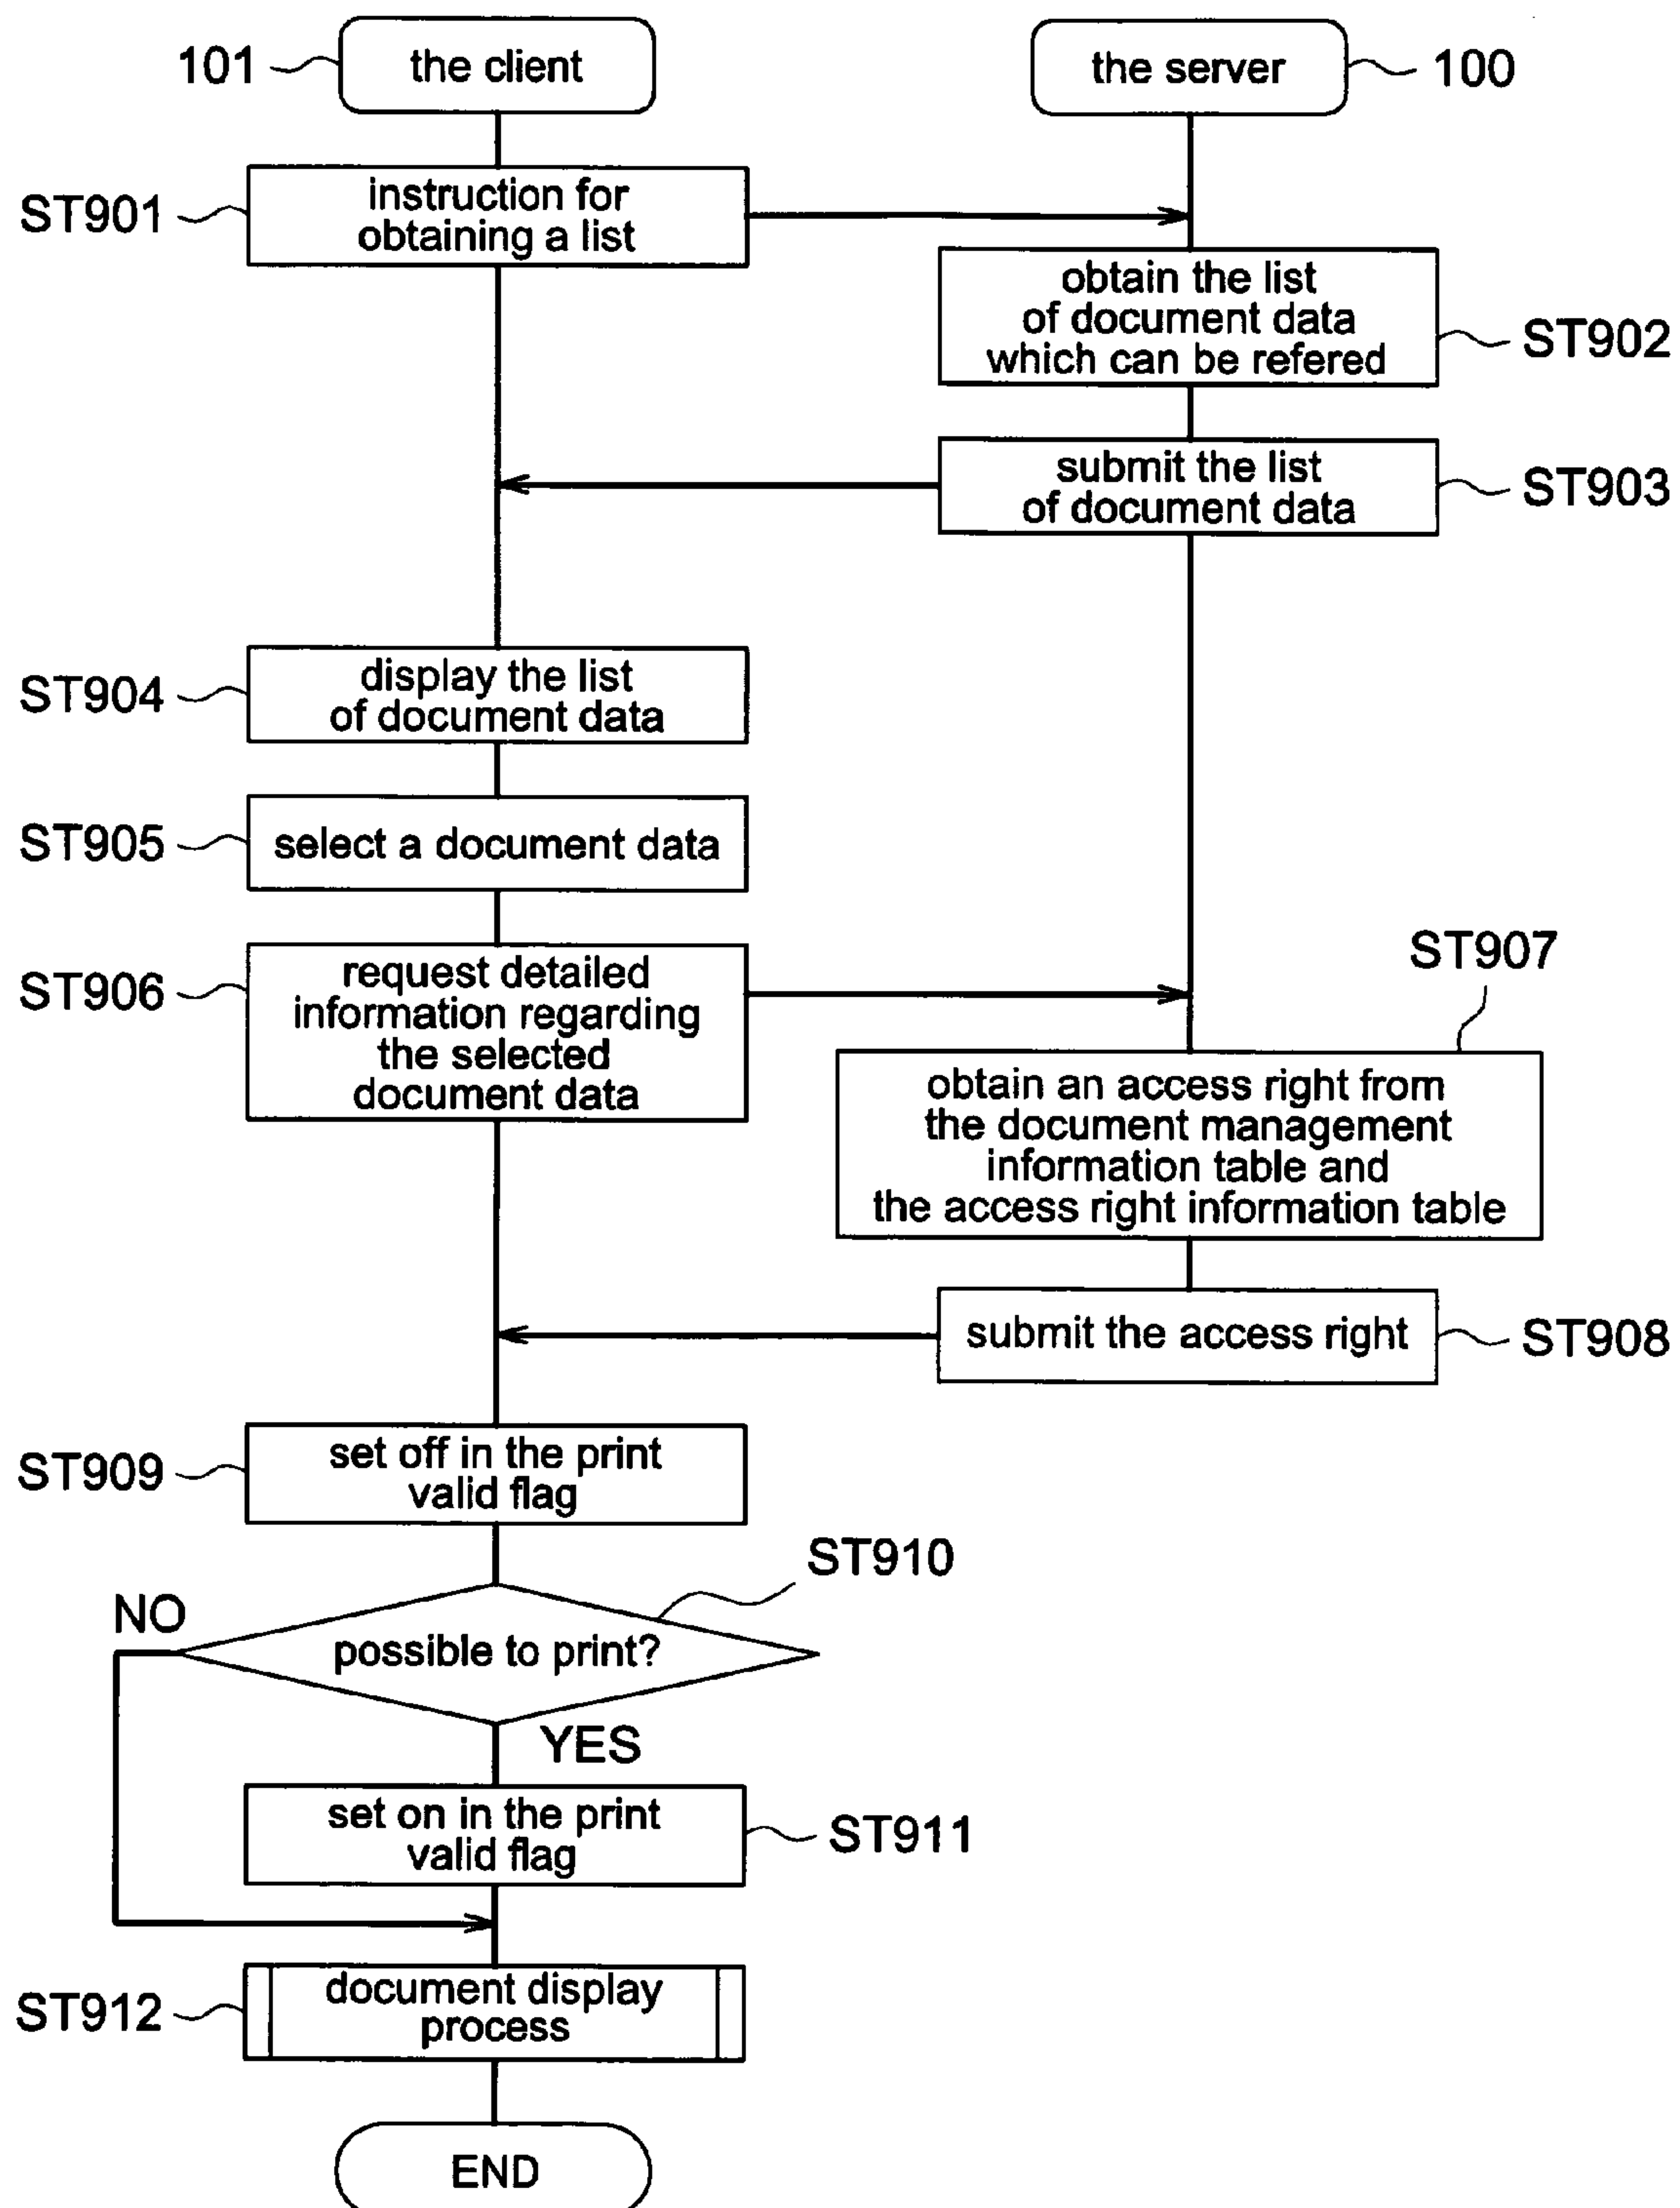 101
the client
the server
100
ST901
instruction for
obtaining a list
obtain the list
of document data
which can be refered
ST902
submit the list
of document data
ST903
ST904
display the list
of document data
ST905
select a document data
ST906
request detailed
information regarding
the selected
document data
ST907
obtain an access right from
the document management
information table and
the access right information table
submit the access right
ST908
ST909
set off in the print
valid flag
ST910
NO
possible to print?
YES
set on in the print
valid flag
ST911
ST912
document display
process
END